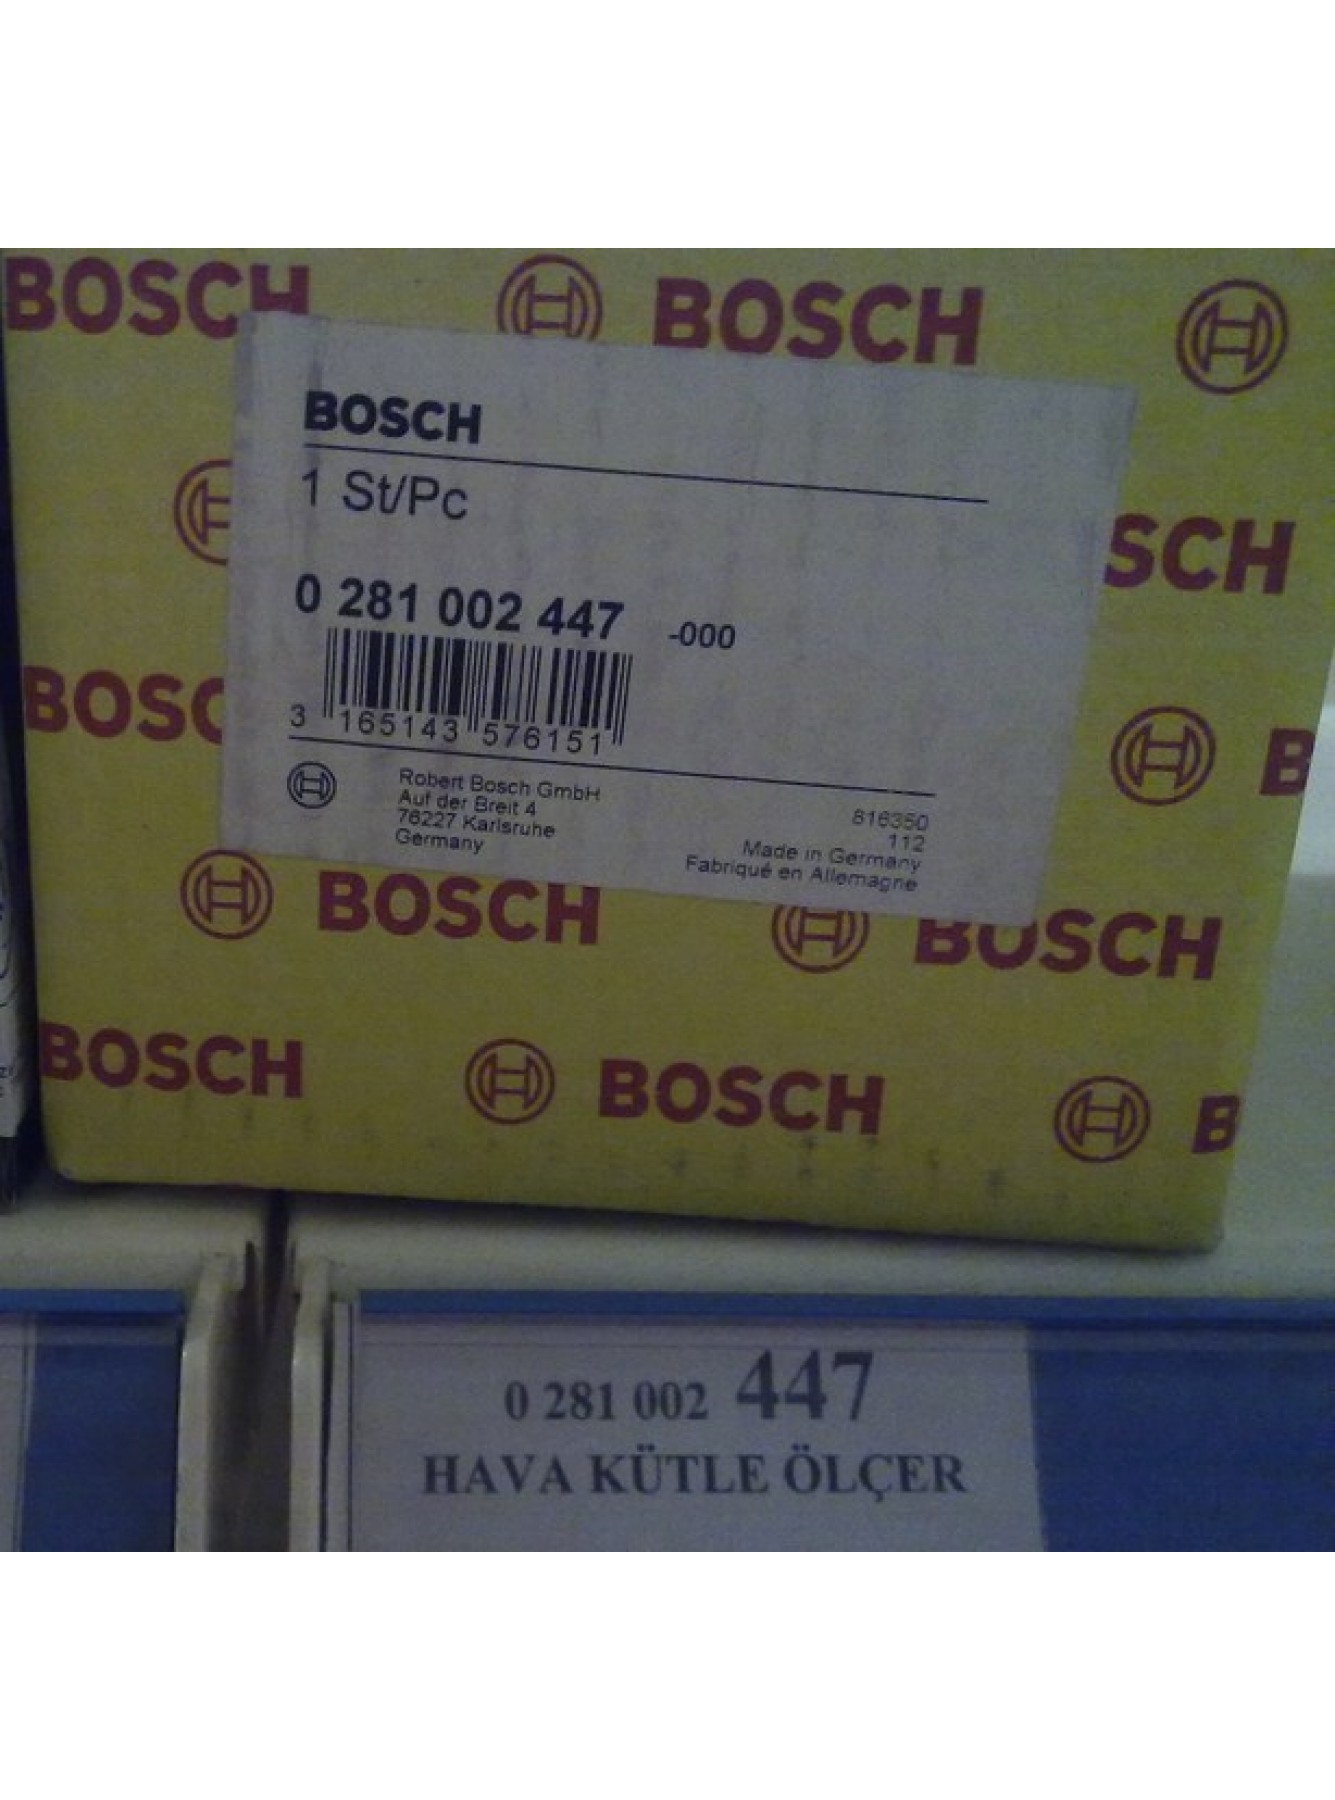 BOSCH BOSCH
BOSCH
1 St/Pc
SCH
0 281 002 447 -000
3 165143 576151
BOSC B
Robert Bosch GmbH
Auf der Breit 4
76227 Karlsruhe
Germany
816350
112
Made in Germany
Fabriqué en Allemagne
BOSCH BOSCH
BOSCH BOSCH B
0 281 002 447
HAVA KÜTLE ÖLÇER